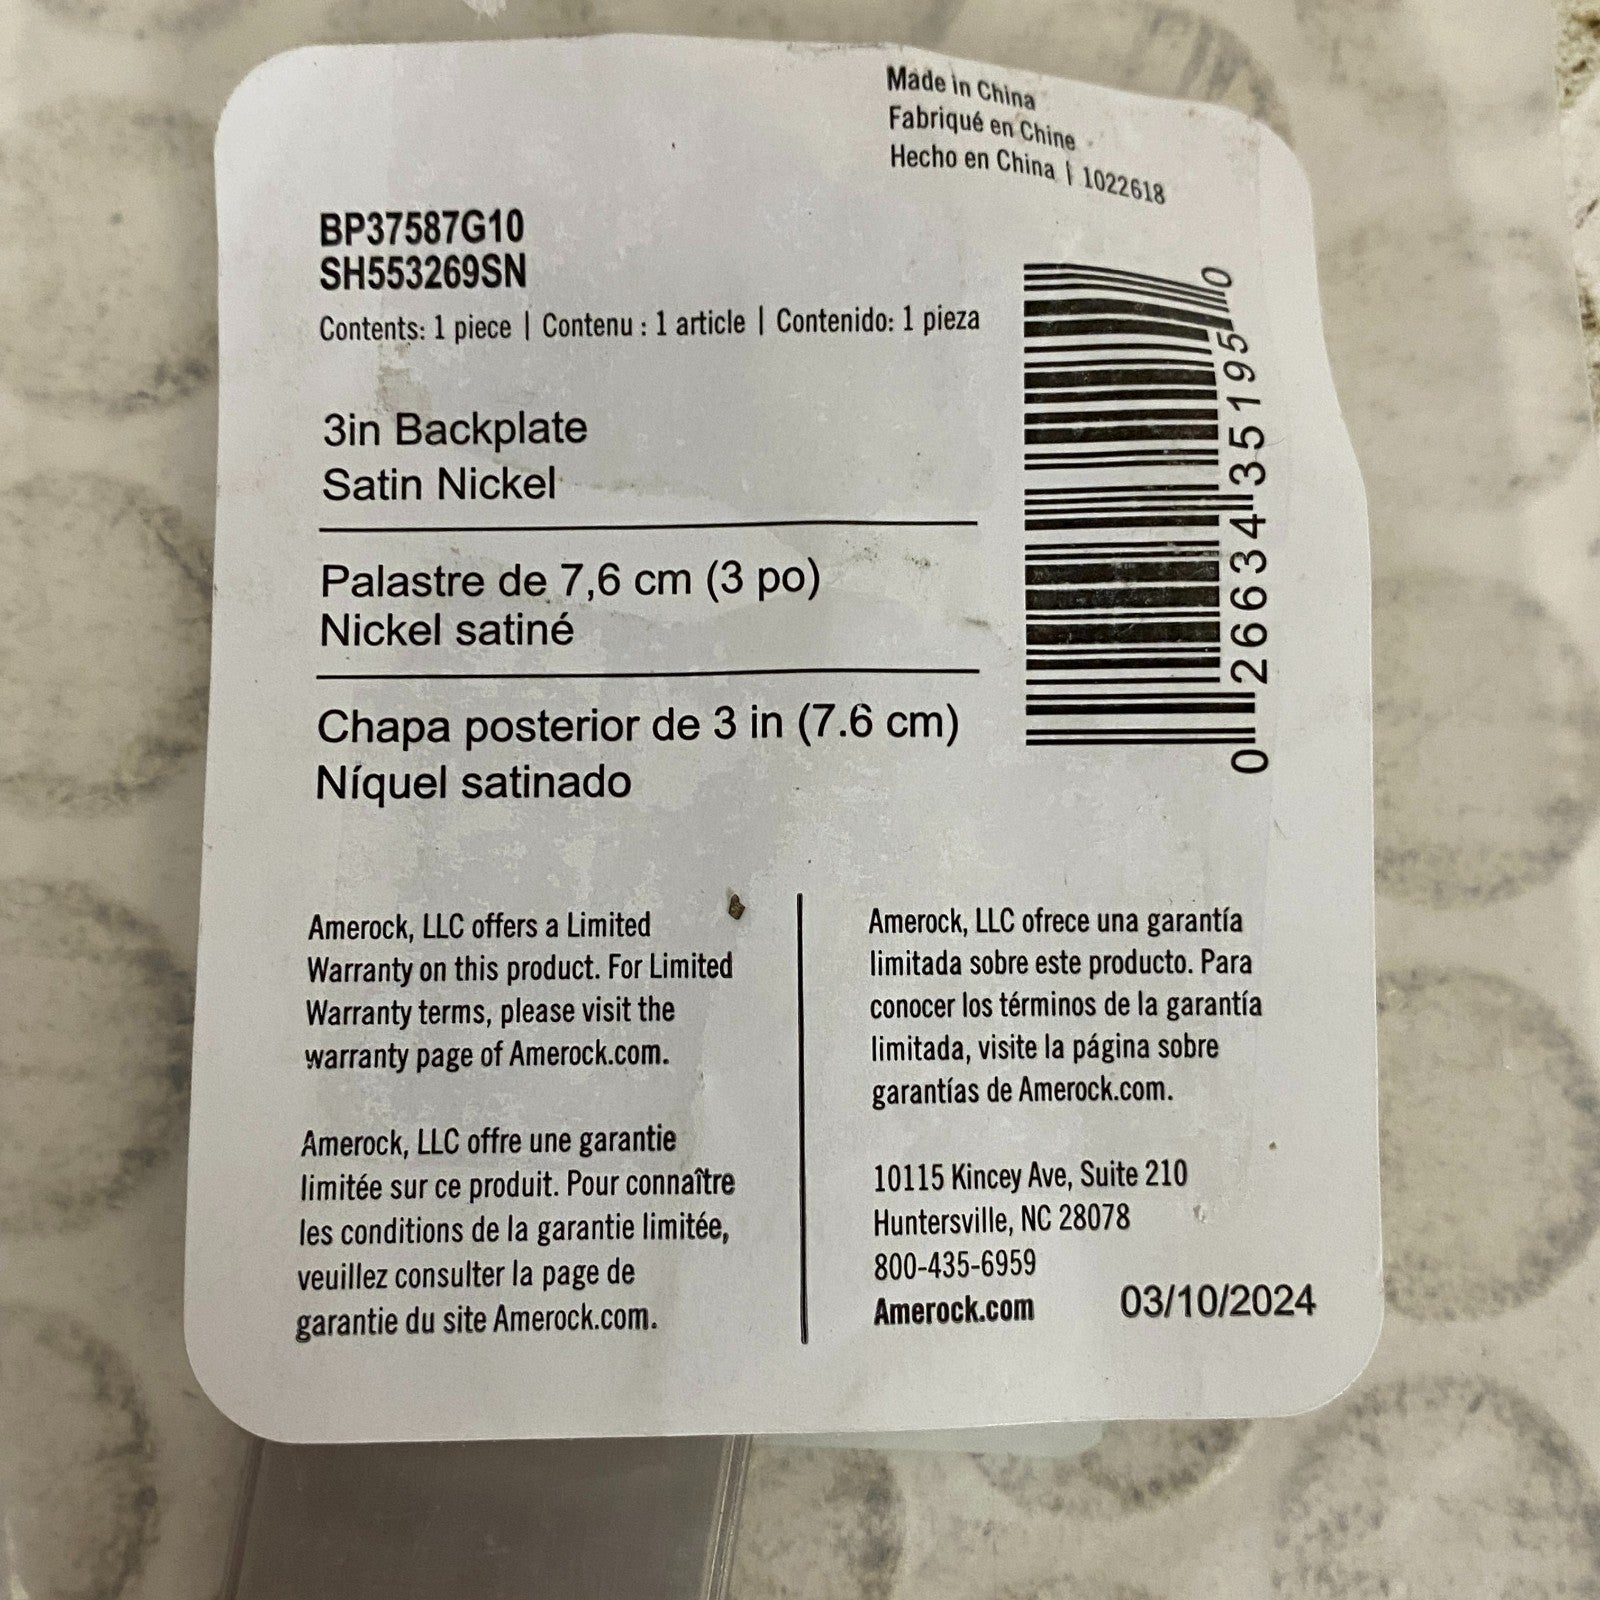 Made in China
Fabriqué en Chine
Hecho en China | 1022618
BP37587G10
SH553269SN
Contents: 1 piece | Contenu : 1 article | Contenido: 1 pieza
3in Backplate
Satin Nickel
Palastre de 7,6 cm (3 po)
Nickel satiné
Chapa posterior de 3 in (7.6 cm)
Níquel satinado
0 26634 35195 0
Amerock, LLC offers a Limited
Warranty on this product. For Limited
Warranty terms, please visit the
warranty page of Amerock.com.
Amerock, LLC offre une garantie
limitée sur ce produit. Pour connaître
les conditions de la garantie limitée,
veuillez consulter la page de
garantie du site Amerock.com.
Amerock, LLC ofrece una garantía
limitada sobre este producto. Para
conocer los términos de la garantía
limitada, visite la página sobre
garantías de Amerock.com.
10115 Kincey Ave, Suite 210
Huntersville, NC 28078
800-435-6959
Amerock.com
03/10/2024